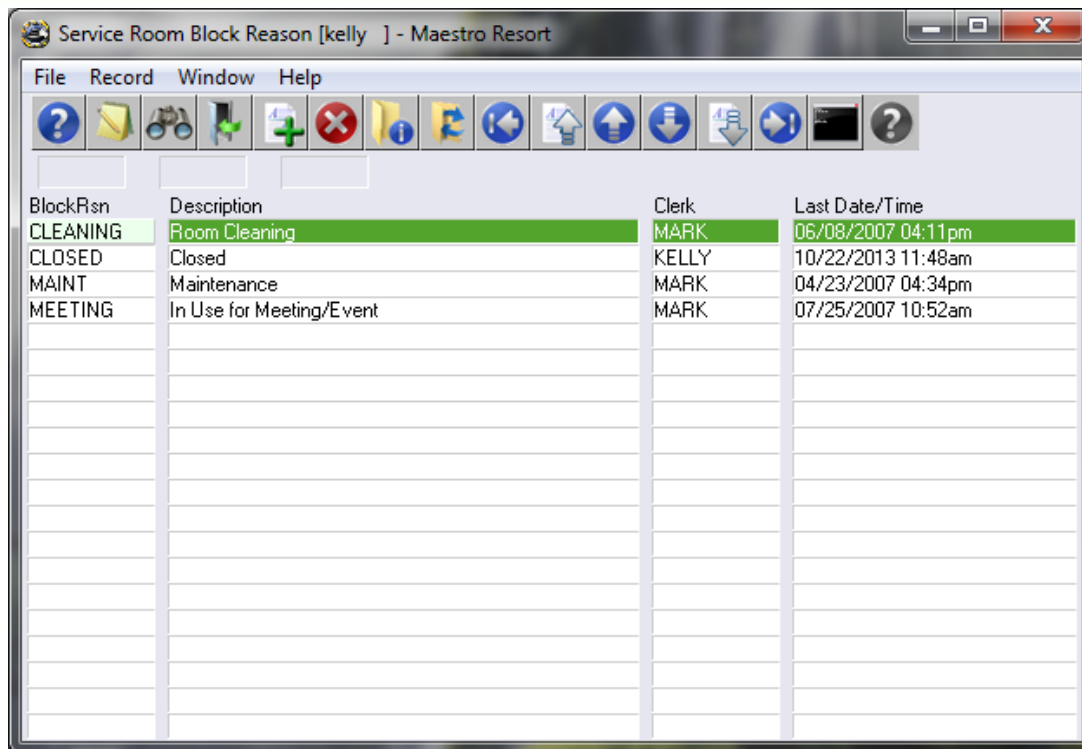 Service Room Block Reason [kelly   ] - Maestro Resort
File Record Window Help
BlockRsn Description Clerk Last Date/Time
CLEANING Room Cleaning MARK 06/08/2007 04:11pm
CLOSED Closed KELLY 10/22/2013 11:48am
MAINT Maintenance MARK 04/23/2007 04:34pm
MEETING In Use for Meeting/Event MARK 07/25/2007 10:52am